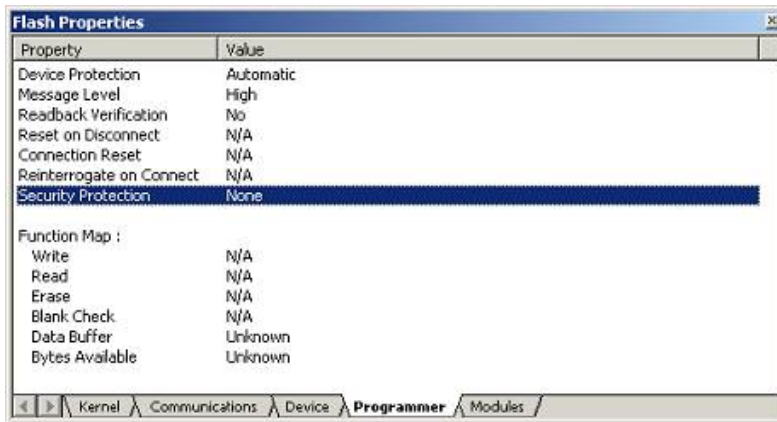 Flash Properties
Property Value
Device Protection Automatic
Message Level High
Readback Verification No
Reset on Disconnect N/A
Connection Reset N/A
Reinterrogate on Connect N/A
Security Protection None
Function Map :
Write N/A
Read N/A
Erase N/A
Blank Check N/A
Data Buffer Unknown
Bytes Available Unknown
Kernel Communications Device Programmer Modules